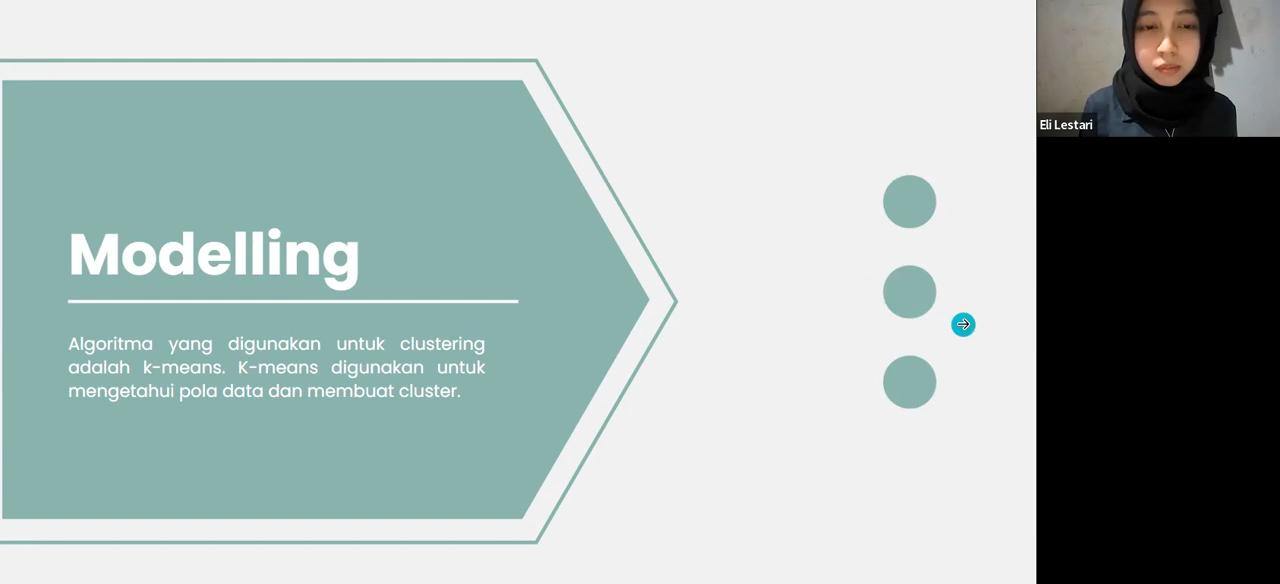 Modelling
Algoritma yang digunakan untuk clustering
adalah k-means. K-means digunakan untuk
mengetahui pola data dan membuat cluster.
Eli Lestari